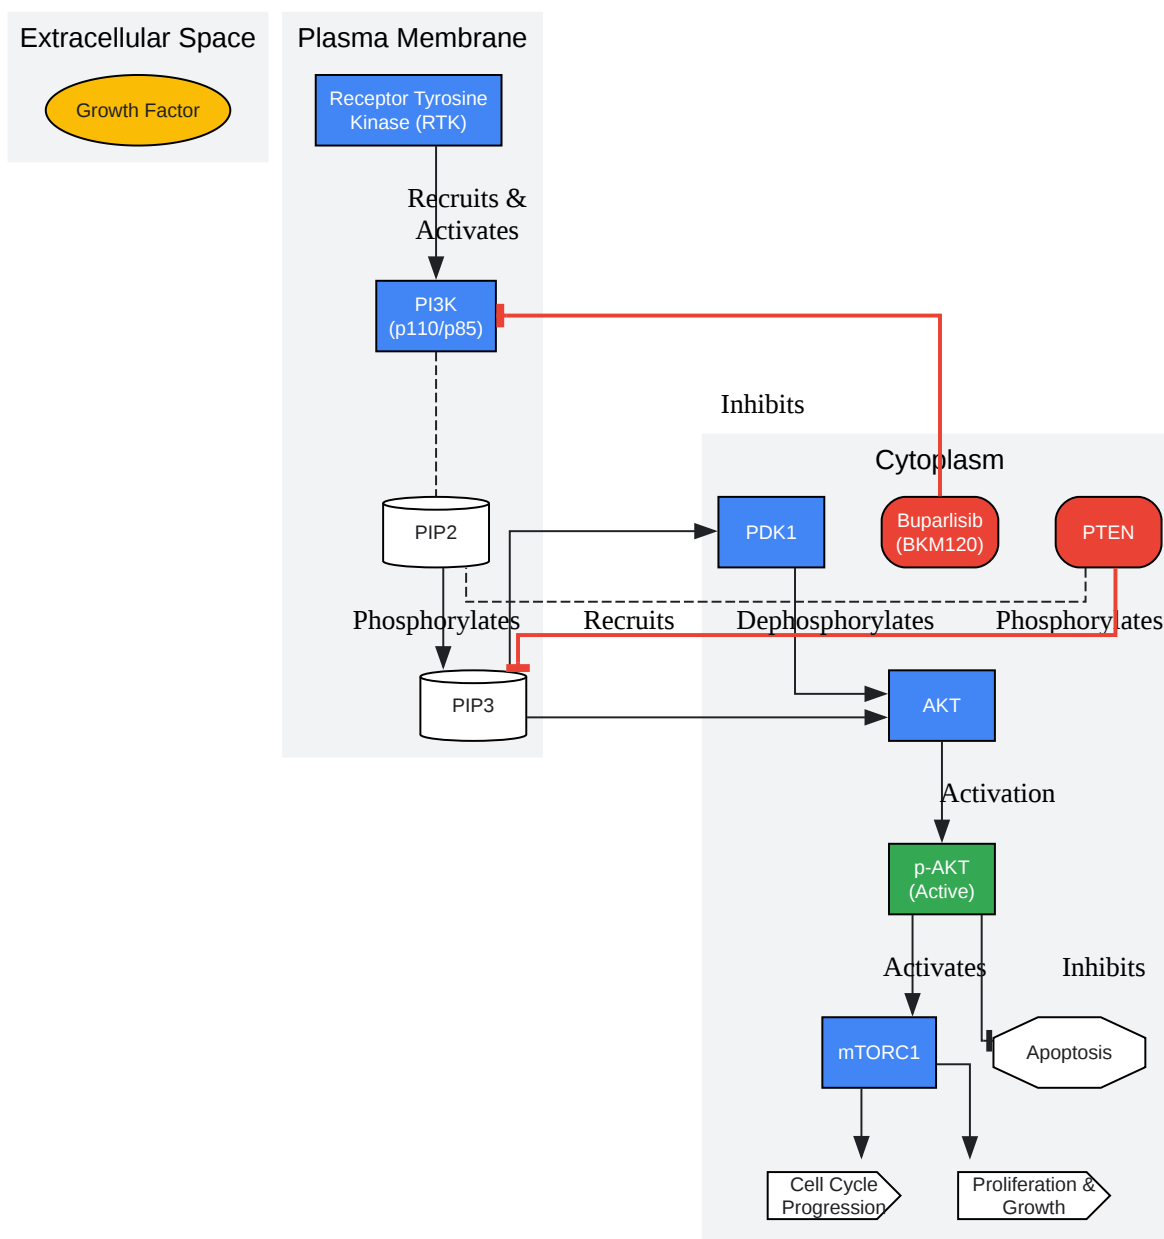 Extracellular Space
Plasma Membrane
Growth Factor
Receptor Tyrosine
Kinase (RTK)
Recruits &
Activates
PI3K
(p110/p85)
Inhibits
Cytoplasm
PIP2
PDK1
Buparlisib
(BKM120)
PTEN
Phosphorylates
Recruits
Dephosphorylates
Phosphorylates
PIP3
AKT
Activation
p-AKT
(Active)
Activates
Inhibits
mTORC1
Apoptosis
Cell Cycle
Progression
Proliferation &
Growth